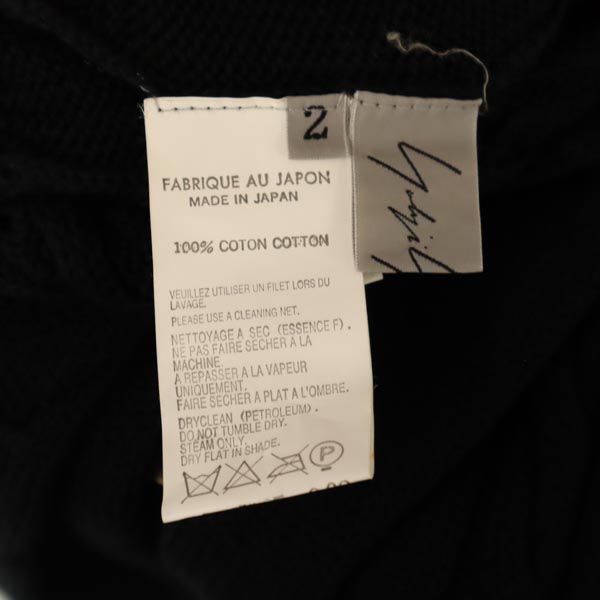 2
FABRIQUE AU JAPON
MADE IN JAPAN
100% COTON COTTON
VEUILLEZ UTILISER UN FILET LORS DU
LAVAGE.
PLEASE USE A CLEANING NET.
NETTOYAGE A SEC (ESSENCE F).
NE PAS FAIRE SECHER A LA
MACHINE.
A REPASSER A LA VAPEUR
UNIQUEMENT.
FAIRE SECHER A PLAT A L'OMBRE.
DRYCLEAN (PETROLEUM).
DO NOT TUMBLE DRY.
STEAM ONLY.
DRY FLAT IN SHADE.
P